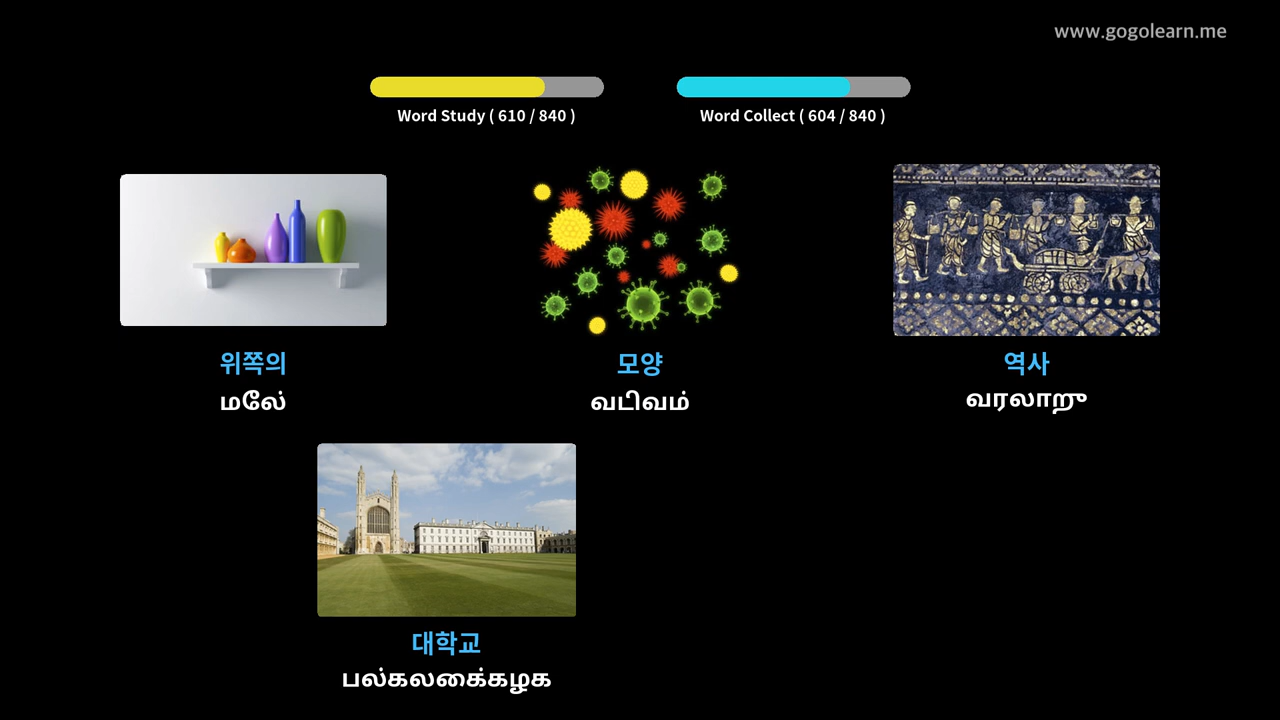 www.gogolearn.me
Word Study ( 610 / 840 )
Word Collect ( 604 / 840 )
위쪽의
மேல்
모양
வடிவம்
역사
வரலாறு
대학교
பல்கலைக்கழக